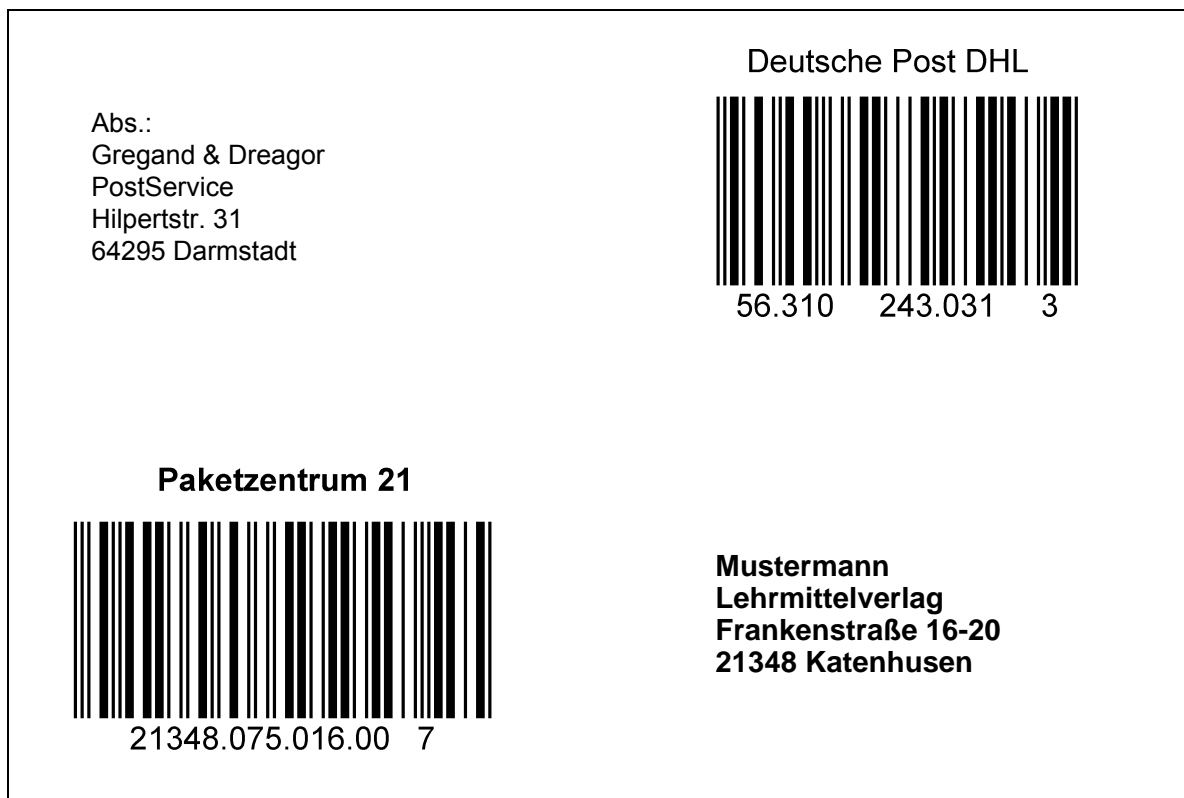 Abs.:
Gregand & Dreagor
PostService
Hilpertstr. 31
64295 Darmstadt
Deutsche Post DHL
56.310 243.031 3
Paketzentrum 21
21348.075.016.00 7
Mustermann
Lehrmittelverlag
Frankenstraße 16-20
21348 Katenhusen